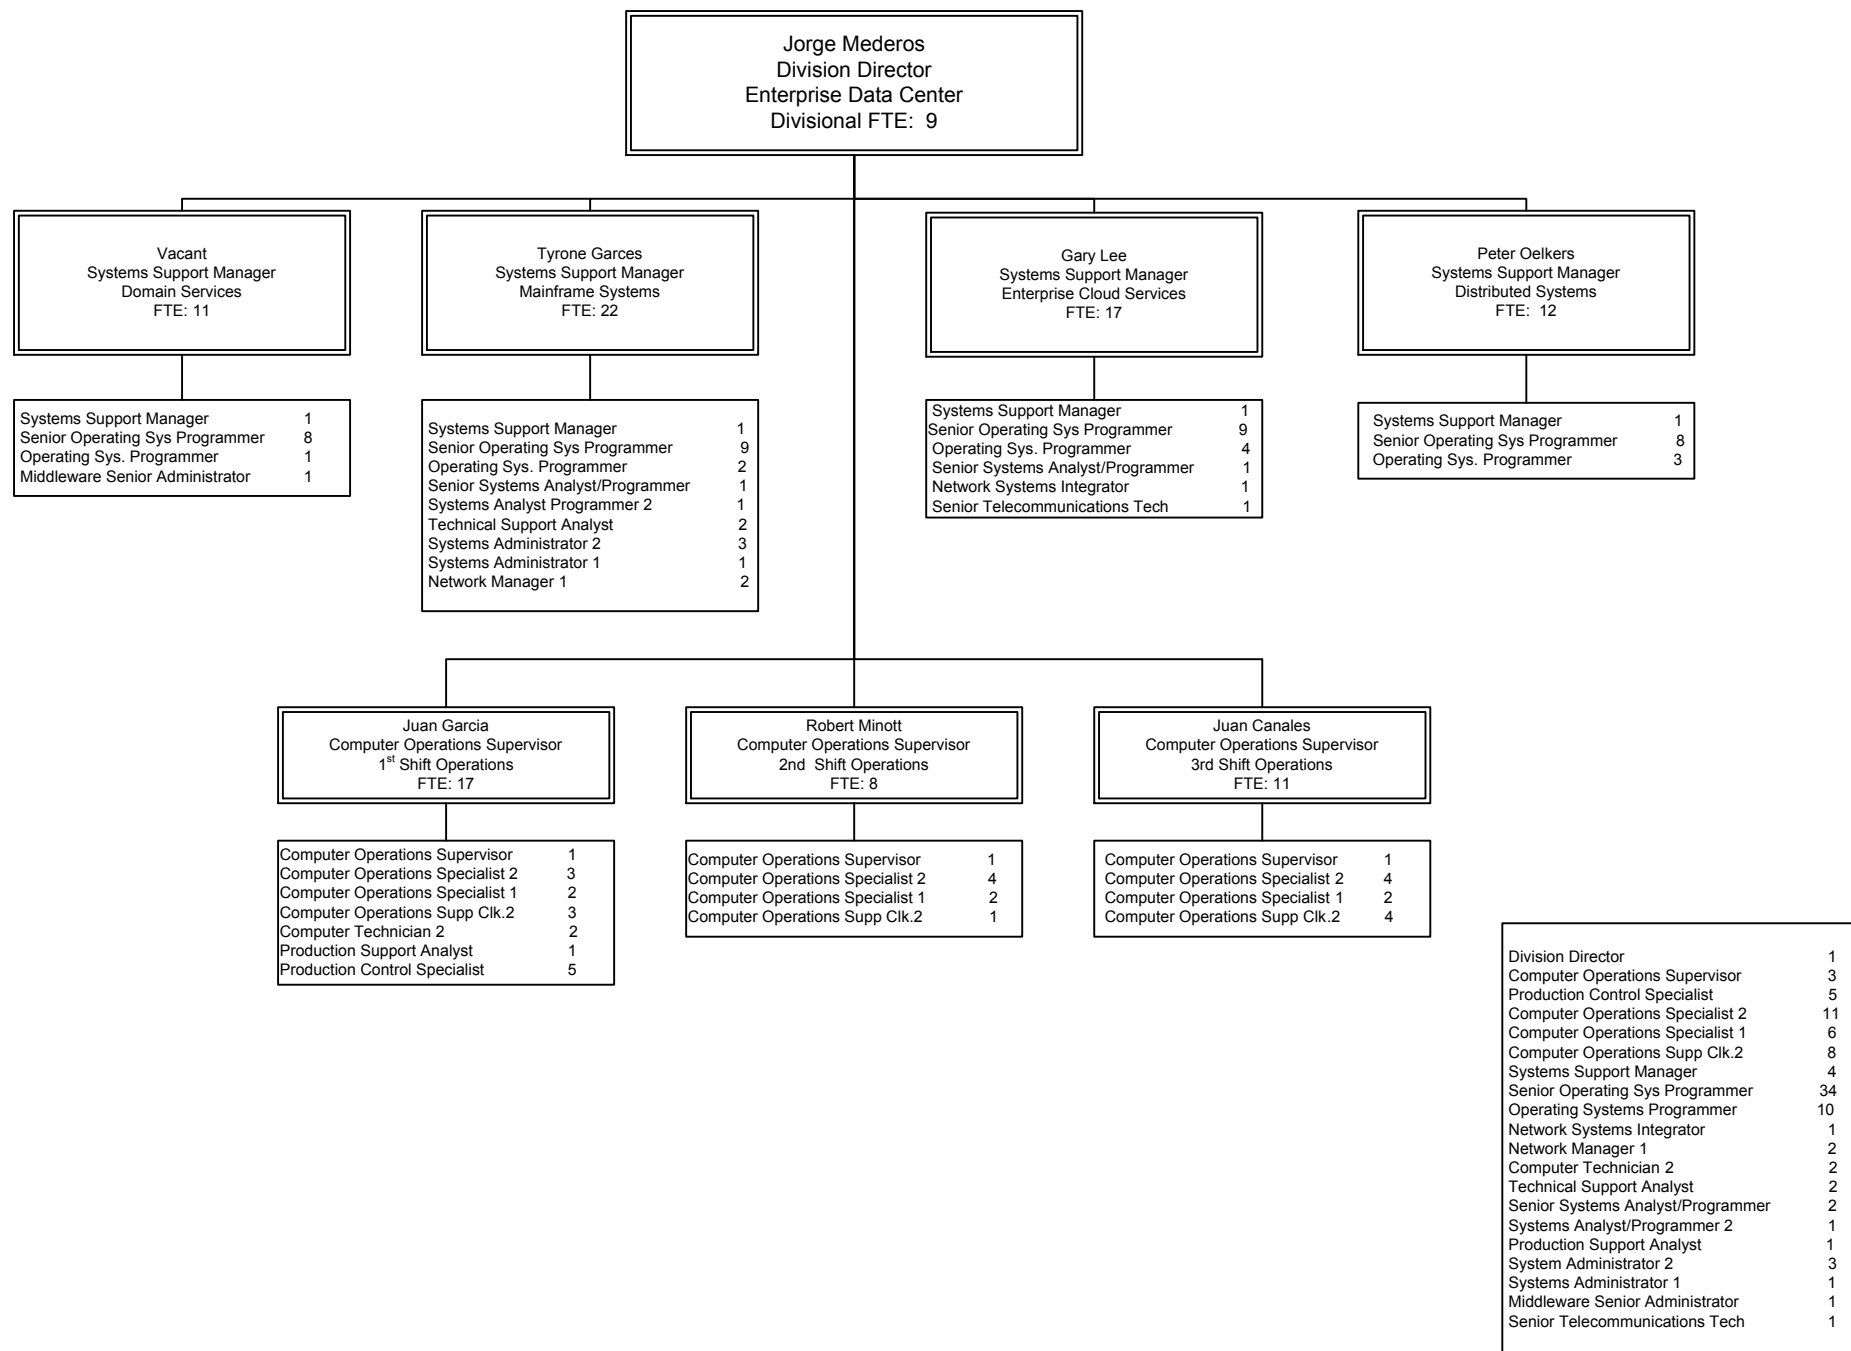 Jorge Mederos
Division Director
Enterprise Data Center
Divisional FTE: 9
Vacant
Systems Support Manager
Domain Services
FTE: 11
Tyrone Garces
Systems Support Manager
Mainframe Systems
FTE: 22
Gary Lee
Systems Support Manager
Enterprise Cloud Services
FTE: 17
Peter Oelkers
Systems Support Manager
Distributed Systems
FTE: 12
Systems Support Manager 1
Senior Operating Sys Programmer 8
Operating Sys. Programmer 1
Middleware Senior Administrator 1
Systems Support Manager 1
Senior Operating Sys Programmer 9
Operating Sys. Programmer 2
Senior Systems Analyst/Programmer 1
Systems Analyst Programmer 2 1
Technical Support Analyst 2
Systems Administrator 2 3
Systems Administrator 1 1
Network Manager 1 2
Systems Support Manager 1
Senior Operating Sys Programmer 9
Operating Sys. Programmer 4
Senior Systems Analyst/Programmer 1
Network Systems Integrator 1
Senior Telecommunications Tech 1
Systems Support Manager 1
Senior Operating Sys Programmer 8
Operating Sys. Programmer 3
Juan Garcia
Computer Operations Supervisor
1st Shift Operations
FTE: 17
Robert Minott
Computer Operations Supervisor
2nd Shift Operations
FTE: 8
Juan Canales
Computer Operations Supervisor
3rd Shift Operations
FTE: 11
Computer Operations Supervisor 1
Computer Operations Specialist 2 3
Computer Operations Specialist 1 2
Computer Operations Supp Clk.2 3
Computer Technician 2 2
Production Support Analyst 1
Production Control Specialist 5
Computer Operations Supervisor 1
Computer Operations Specialist 2 4
Computer Operations Specialist 1 2
Computer Operations Supp Clk.2 1
Computer Operations Supervisor 1
Computer Operations Specialist 2 4
Computer Operations Specialist 1 2
Computer Operations Supp Clk.2 4
Division Director 1
Computer Operations Supervisor 3
Production Control Specialist 5
Computer Operations Specialist 2 11
Computer Operations Specialist 1 6
Computer Operations Supp Clk.2 8
Systems Support Manager 4
Senior Operating Sys Programmer 34
Operating Systems Programmer 10
Network Systems Integrator 1
Network Manager 1 2
Computer Technician 2 2
Technical Support Analyst 2
Senior Systems Analyst/Programmer 2
Systems Analyst/Programmer 2 1
Production Support Analyst 1
System Administrator 2 3
Systems Administrator 1 1
Middleware Senior Administrator 1
Senior Telecommunications Tech 1